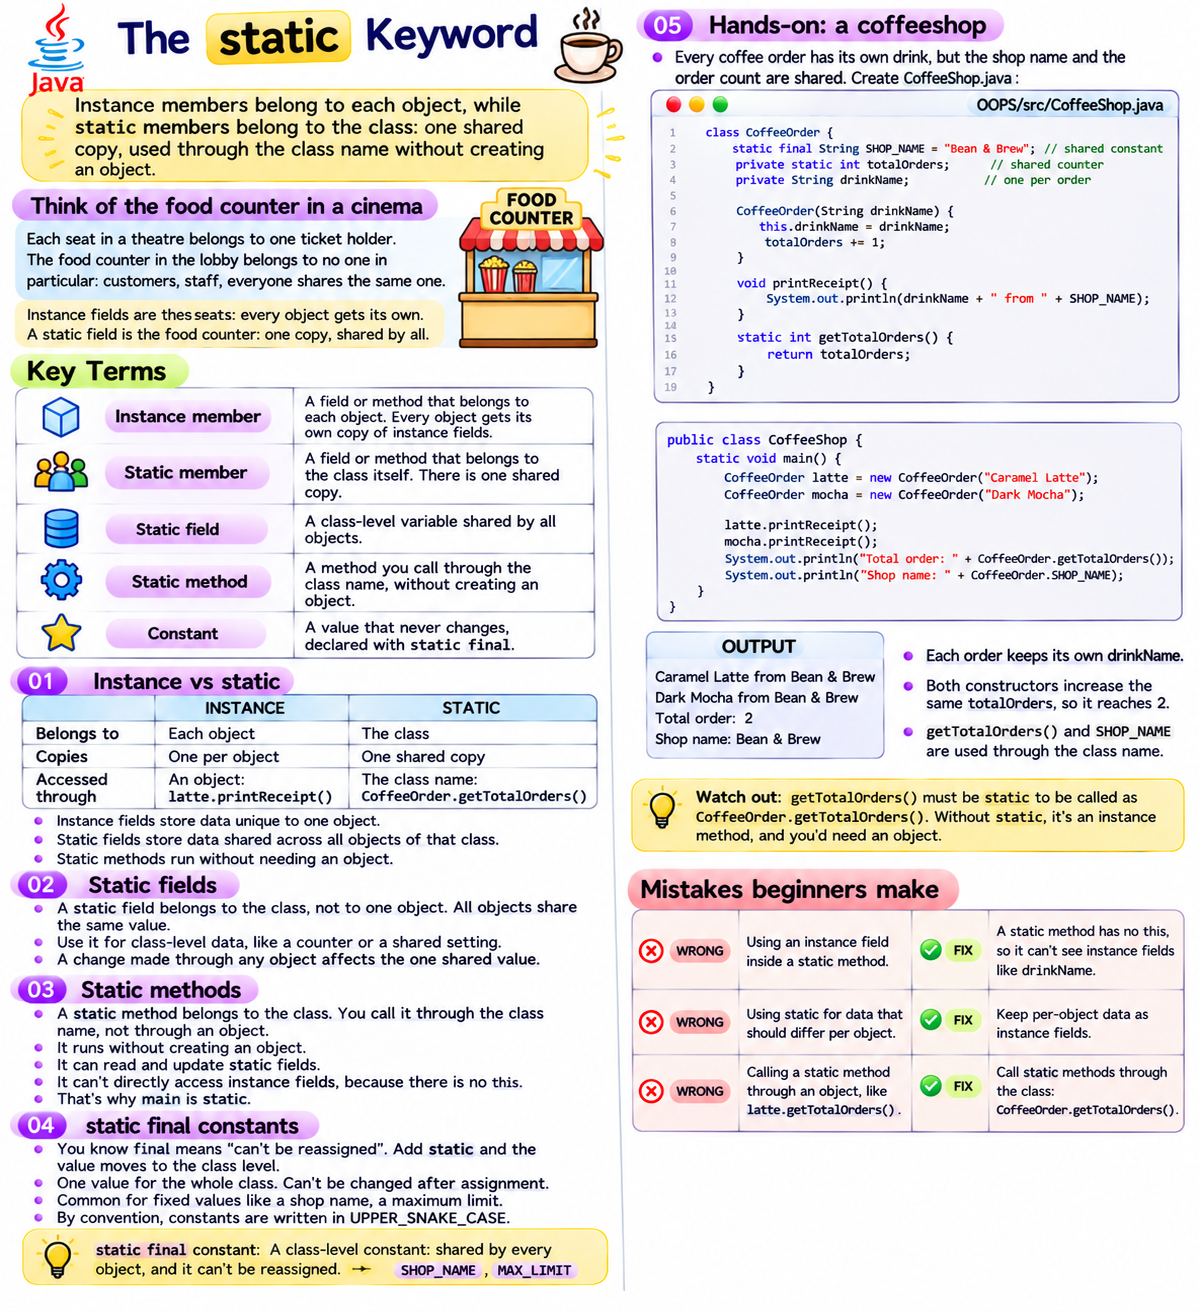 Java
The static Keyword
Instance members belong to each object, while
static members belong to the class: one shared
copy, used through the class name without creating
an object.
Think of the food counter in a cinema
Each seat in a theatre belongs to one ticket holder.
The food counter in the lobby belongs to no one in
particular: customers, staff, everyone shares the same one.
Instance fields are thes seats: every object gets its own.
A static field is the food counter: one copy, shared by all.
FOOD
COUNTER
Key Terms
Instance member
A field or method that belongs to
each object. Every object gets its
own copy of instance fields.
Static member
A field or method that belongs to
the class itself. There is one shared
copy.
Static field
A class-level variable shared by all
objects.
Static method
A method you call through the
class name, without creating an
object.
Constant
A value that never changes,
declared with static final.
01 Instance vs static
INSTANCE STATIC
Belongs to Each object The class
Copies One per object One shared copy
Accessed An object: The class name:
through latte.printReceipt() CoffeeOrder.getTotalOrders()
• Instance fields store data unique to one object.
• Static fields store data shared across all objects of that class.
• Static methods run without needing an object.
02 Static fields
• A static field belongs to the class, not to one object. All objects share
the same value.
• Use it for class-level data, like a counter or a shared setting.
• A change made through any object affects the one shared value.
03 Static methods
• A static method belongs to the class. You call it through the class
name, not through an object.
• It runs without creating an object.
• It can read and update static fields.
• It can't directly access instance fields, because there is no this.
• That's why main is static.
04 static final constants
• You know final means “can't be reassigned”. Add static and the
value moves to the class level.
• One value for the whole class. Can't be changed after assignment.
• Common for fixed values like a shop name, a maximum limit.
• By convention, constants are written in UPPER_SNAKE_CASE.
static final constant: A class-level constant: shared by every
object, and it can't be reassigned. → SHOP_NAME , MAX_LIMIT
05 Hands-on: a coffeeshop
• Every coffee order has its own drink, but the shop name and the
order count are shared. Create CoffeeShop.java :
OOPS/src/CoffeeShop.java
1 class CoffeeOrder {
2 static final String SHOP_NAME = "Bean & Brew"; // shared constant
3 private static int totalOrders; // shared counter
4 private String drinkName; // one per order
5
6 CoffeeOrder(String drinkName) {
7 this.drinkName = drinkName;
8 totalOrders += 1;
9 }
10
11 void printReceipt() {
12 System.out.println(drinkName + " from " + SHOP_NAME);
13 }
14
15 static int getTotalOrders() {
16 return totalOrders;
17 }
19 }
public class CoffeeShop {
static void main() {
CoffeeOrder latte = new CoffeeOrder("Caramel Latte");
CoffeeOrder mocha = new CoffeeOrder("Dark Mocha");
latte.printReceipt();
mocha.printReceipt();
System.out.println("Total order: " + CoffeeOrder.getTotalOrders());
System.out.println("Shop name: " + CoffeeOrder.SHOP_NAME);
}
}
OUTPUT
Caramel Latte from Bean & Brew
Dark Mocha from Bean & Brew
Total order: 2
Shop name: Bean & Brew
• Each order keeps its own drinkName.
• Both constructors increase the
same totalOrders, so it reaches 2.
• getTotalOrders() and SHOP_NAME
are used through the class name.
Watch out: getTotalOrders() must be static to be called as
CoffeeOrder.getTotalOrders(). Without static, it's an instance
method, and you'd need an object.
Mistakes beginners make
WRONG
Using an instance field
inside a static method.
FIX
A static method has no this,
so it can't see instance fields
like drinkName.
WRONG
Using static for data that
should differ per object.
FIX
Keep per-object data as
instance fields.
WRONG
Calling a static method
through an object, like
latte.getTotalOrders().
FIX
Call static methods through
the class:
CoffeeOrder.getTotalOrders().